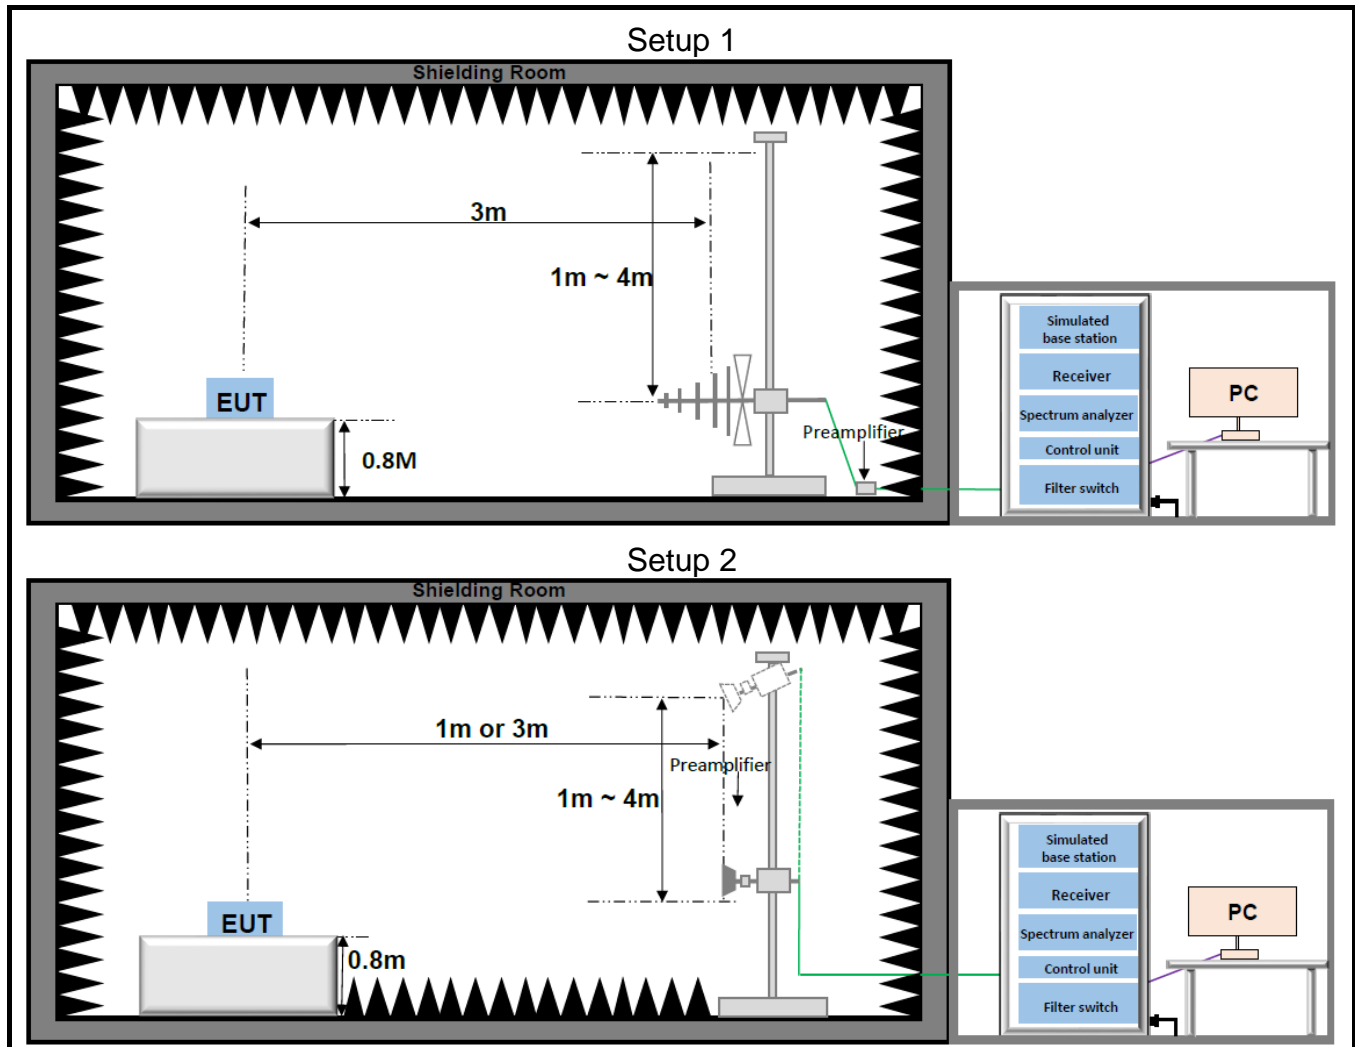 Setup 1
Shielding Room
3m
1m ~ 4m
EUT
0.8M
Preamplifier
Simulated
base station
Receiver
Spectrum analyzer
Control unit
Filter switch
PC
Setup 2
Shielding Room
1m or 3m
Preamplifier
1m ~ 4m
EUT
0.8m
Simulated
base station
Receiver
Spectrum analyzer
Control unit
Filter switch
PC